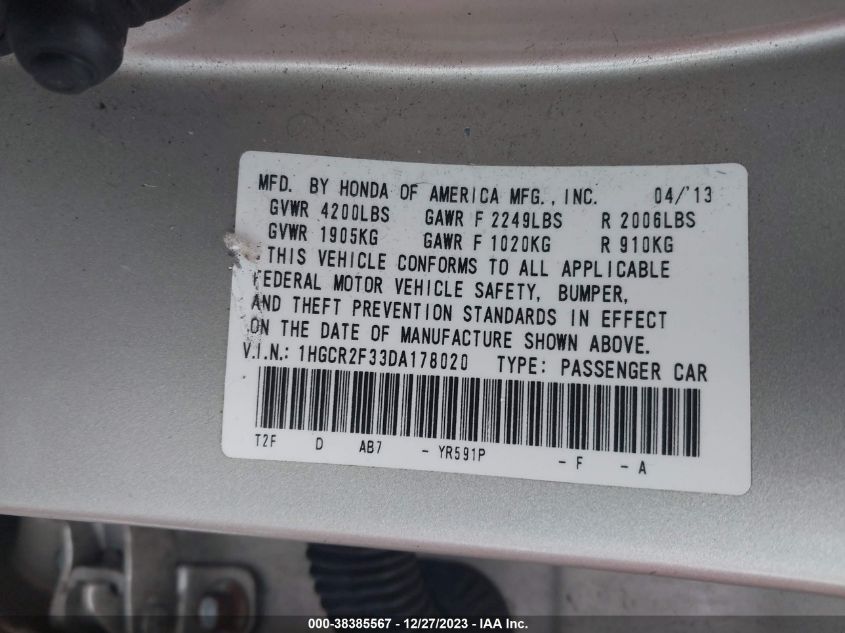 MFD. BY HONDA OF AMERICA MFG., INC. 04/'13
GVWR 4200LBS GAWR F 2249LBS R 2006LBS
GVWR 1905KG GAWR F 1020KG R 910KG
THIS VEHICLE CONFORMS TO ALL APPLICABLE
FEDERAL MOTOR VEHICLE SAFETY, BUMPER,
AND THEFT PREVENTION STANDARDS IN EFFECT
ON THE DATE OF MANUFACTURE SHOWN ABOVE.
V.I.N.: 1HGCR2F33DA178020 TYPE: PASSENGER CAR
T2F D AB7 - YR591P - F - A
000-38385567 - 12/27/2023 - IAA Inc.